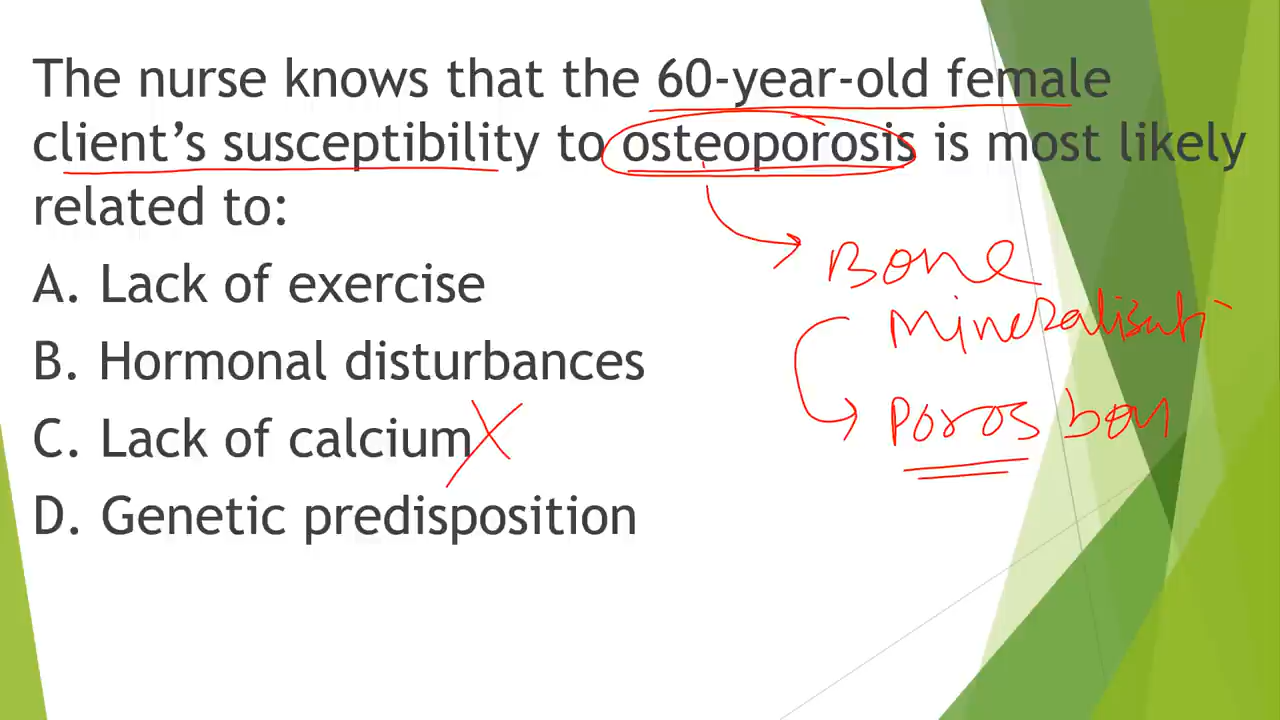 The nurse knows that the 60-year-old female
client’s susceptibility to osteoporosis is most likely
related to:
Bone
A. Lack of exercise
Mineralisati
B. Hormonal disturbances
Poros bon
C. Lack of calcium
D. Genetic predisposition